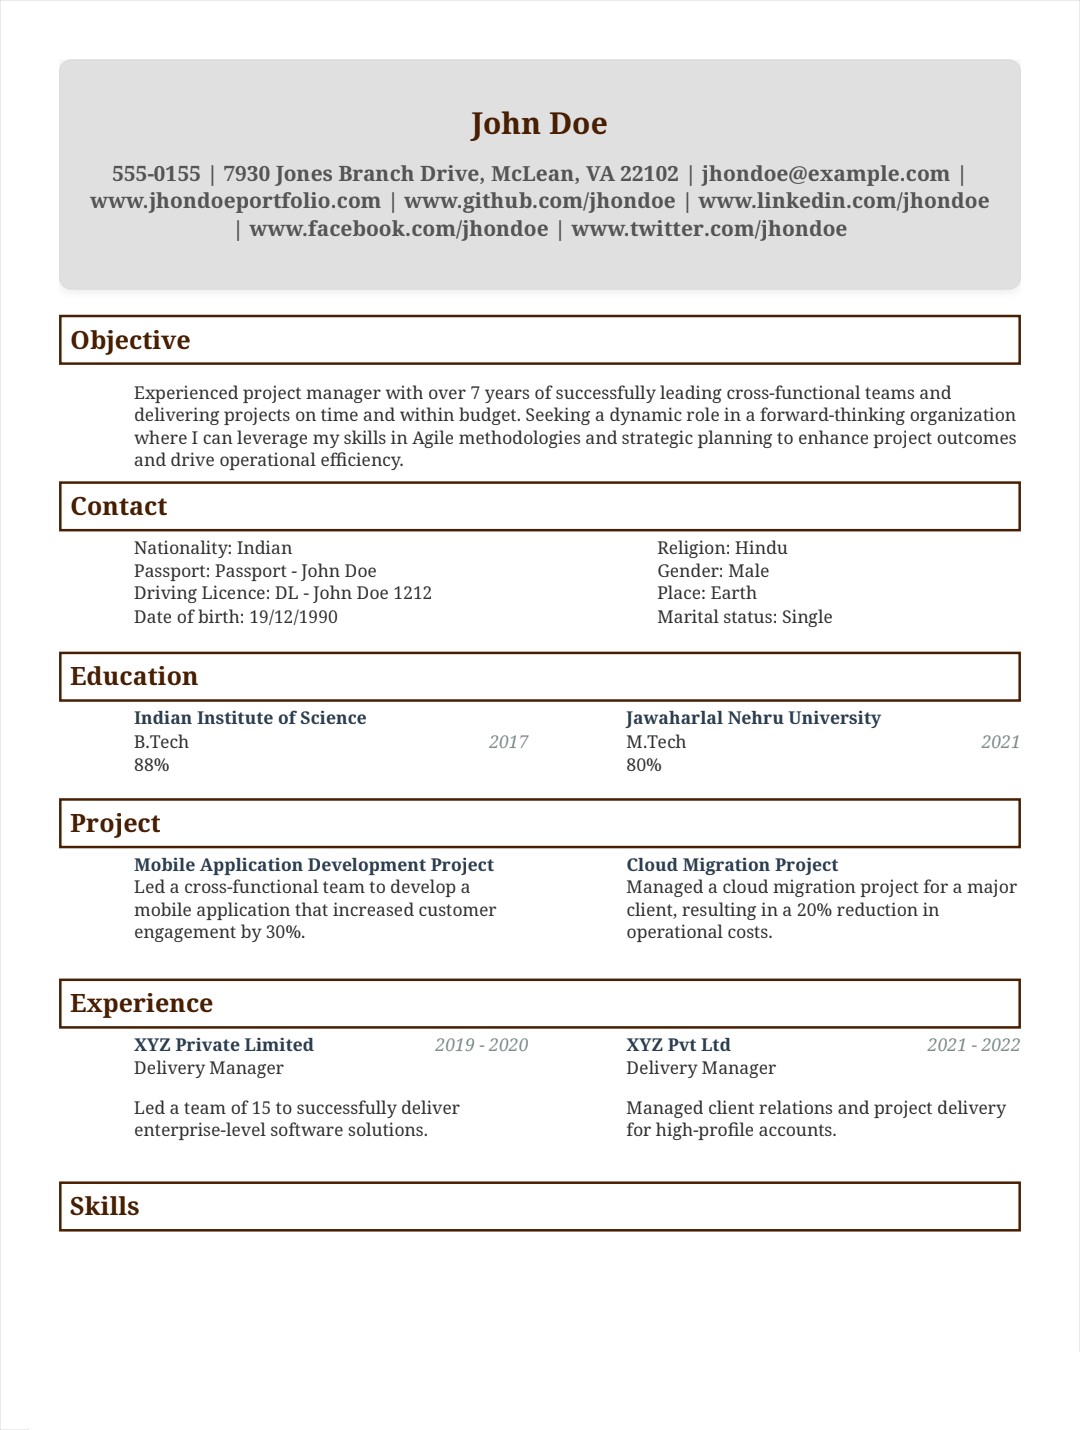 John Doe
555-0155 | 7930 Jones Branch Drive, McLean, VA 22102 | jhondoe@example.com |
www.jhondoeportfolio.com | www.github.com/jhondoe | www.linkedin.com/jhondoe
| www.facebook.com/jhondoe | www.twitter.com/jhondoe
Objective
Experienced project manager with over 7 years of successfully leading cross-functional teams and
delivering projects on time and within budget. Seeking a dynamic role in a forward-thinking organization
where I can leverage my skills in Agile methodologies and strategic planning to enhance project outcomes
and drive operational efficiency.
Contact
Nationality: Indian
Passport: Passport - John Doe
Driving Licence: DL - John Doe 1212
Date of birth: 19/12/1990
Religion: Hindu
Gender: Male
Place: Earth
Marital status: Single
Education
Indian Institute of Science
B.Tech 2017
88%
Jawaharlal Nehru University
M.Tech 2021
80%
Project
Mobile Application Development Project
Led a cross-functional team to develop a
mobile application that increased customer
engagement by 30%.
Cloud Migration Project
Managed a cloud migration project for a major
client, resulting in a 20% reduction in
operational costs.
Experience
XYZ Private Limited 2019 - 2020
Delivery Manager
Led a team of 15 to successfully deliver
enterprise-level software solutions.
XYZ Pvt Ltd 2021 - 2022
Delivery Manager
Managed client relations and project delivery
for high-profile accounts.
Skills